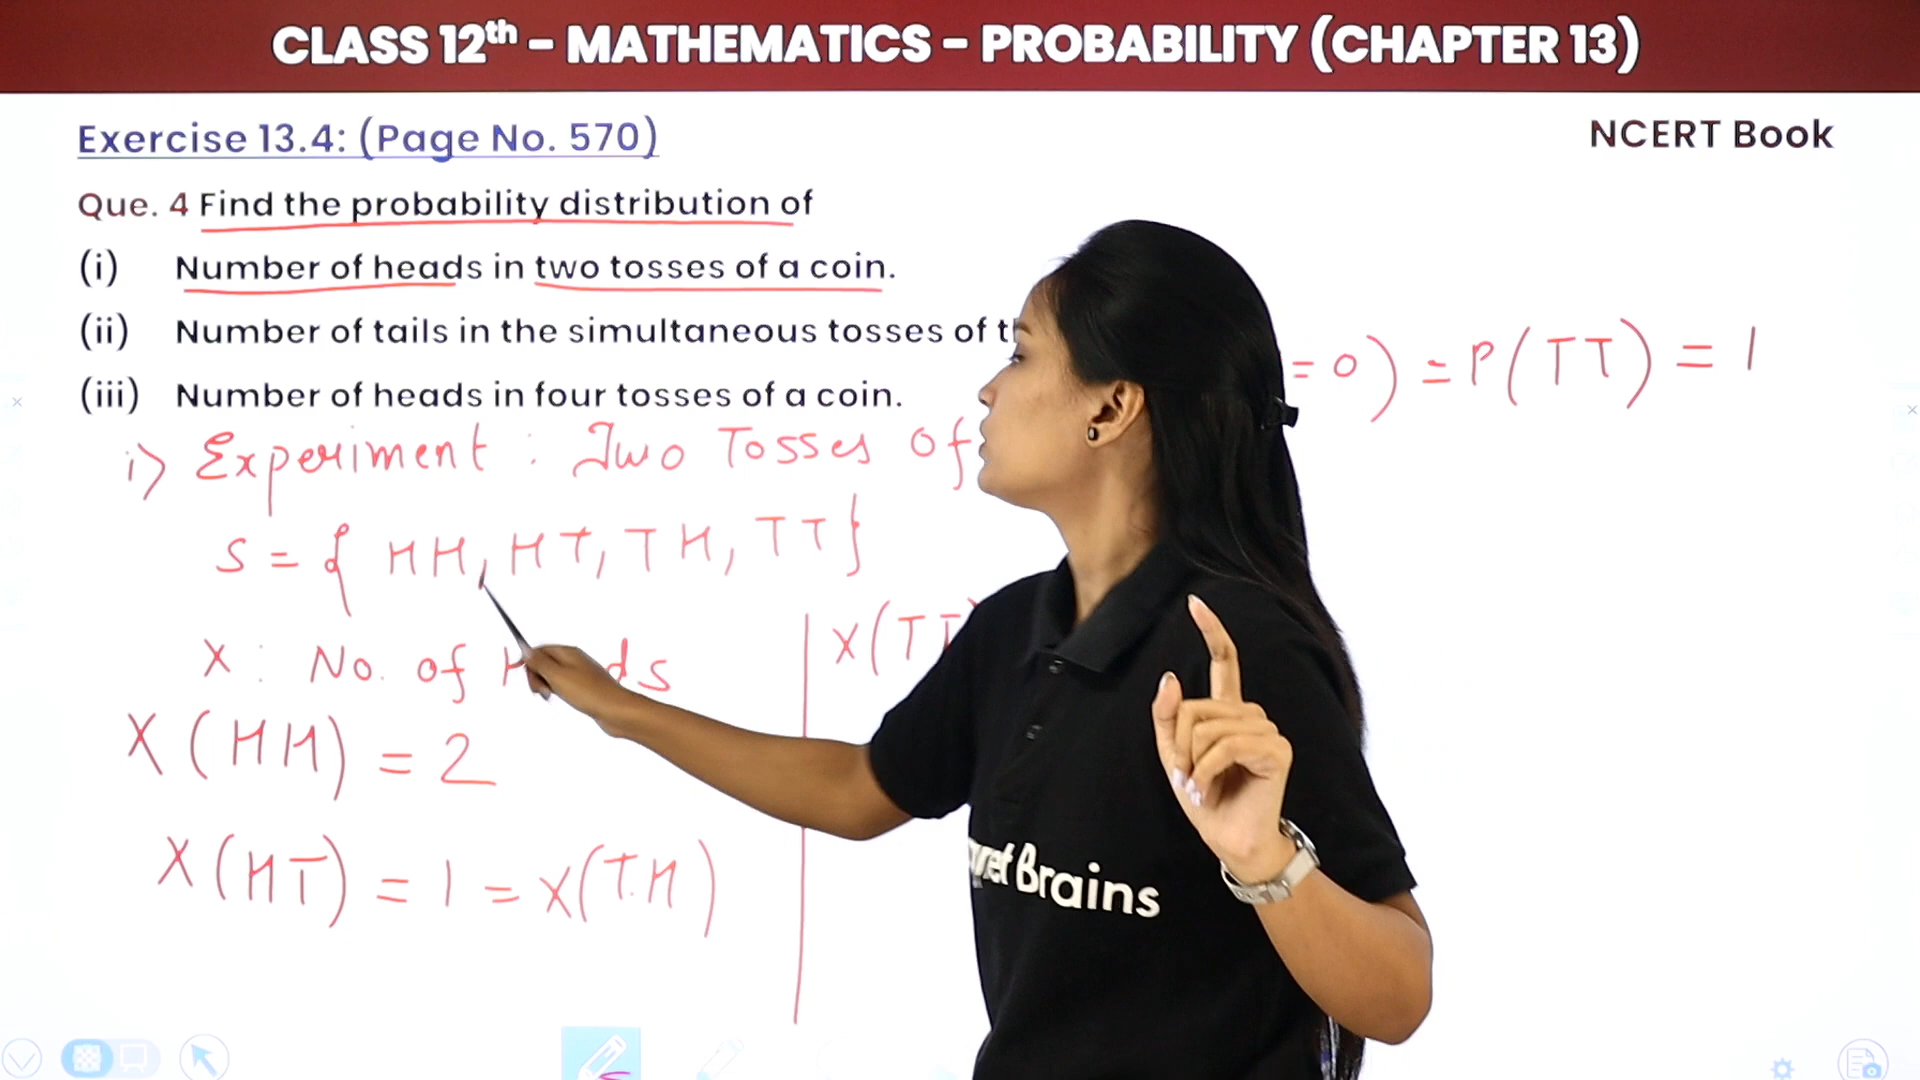 CLASS 12th – MATHEMATICS – PROBABILITY (CHAPTER 13)
Exercise 13.4: (Page No. 570)
NCERT Book
Que. 4 Find the probability distribution of
(i) Number of heads in two tosses of a coin.
(ii) Number of tails in the simultaneous tosses of
(iii) Number of heads in four tosses of a coin.
= 0) = P(TT) = 1
i) Experiment : Two Tosses of
S = { HH, HT, TH, TT }
X : No. of
X(TT
X(HH) = 2
X(HT) = 1 = X(TH)
Brains